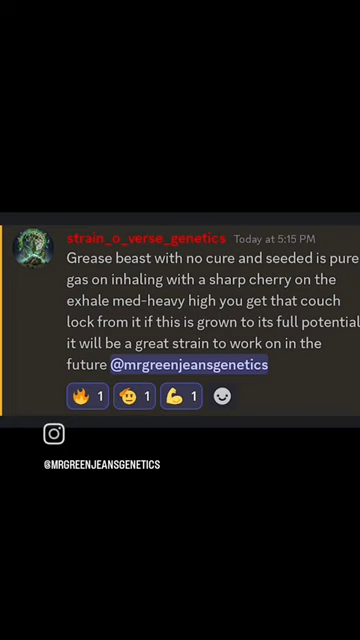 strain_o_verse_genetics Today at 5:15 PM
Grease beast with no cure and seeded is pure
gas on inhaling with a sharp cherry on the
exhale med-heavy high you get that couch
lock from it if this is grown to its full potential
it will be a great strain to work on in the
future @mrgreenjeansgenetics
1 1 1
@MRGREENJEANSGENETICS